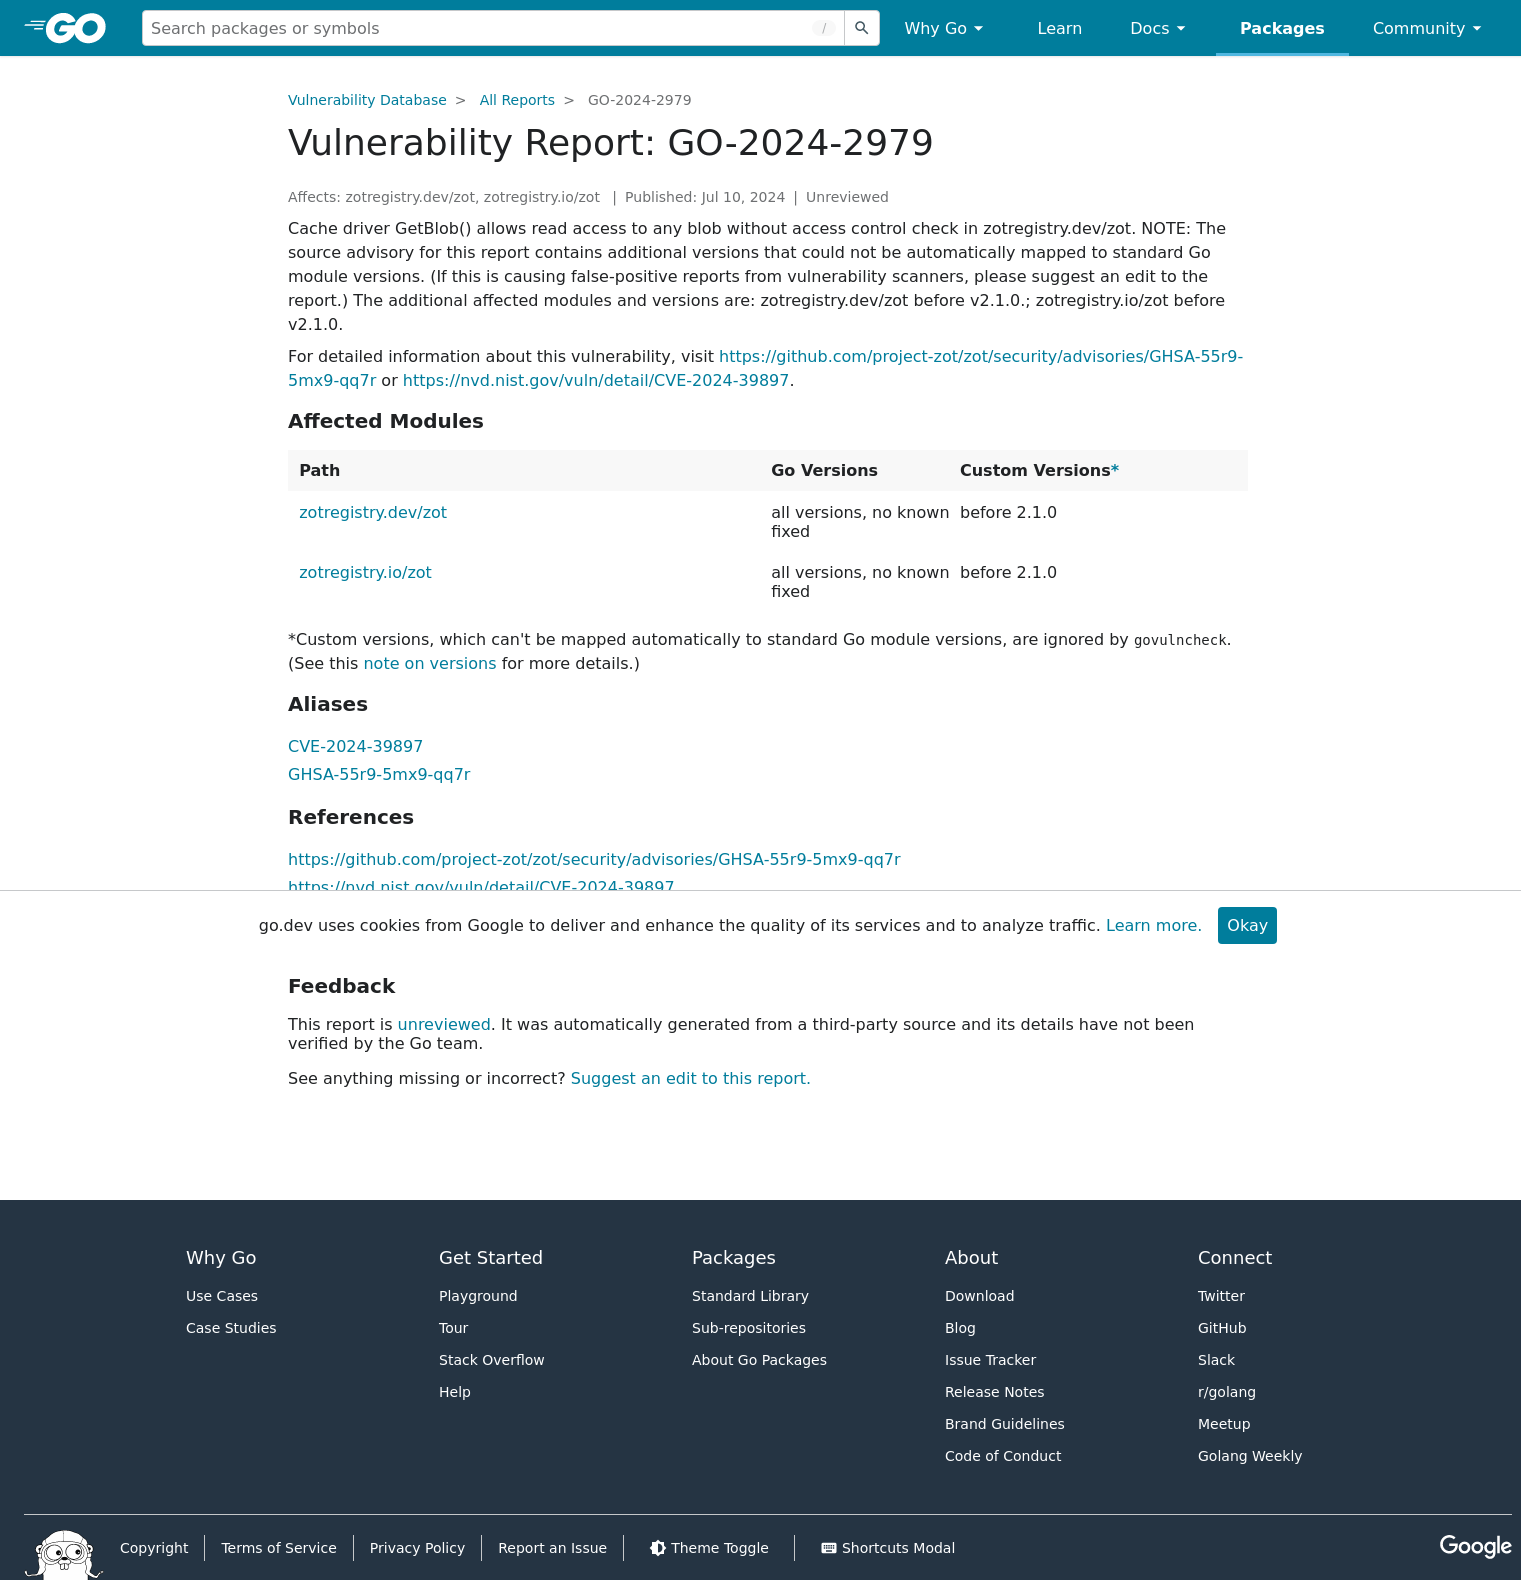 GO
Search packages or symbols
/
Why Go
Learn
Docs
Packages
Community
Vulnerability Database > All Reports > GO-2024-2979
Vulnerability Report: GO-2024-2979
Affects: zotregistry.dev/zot, zotregistry.io/zot | Published: Jul 10, 2024 | Unreviewed
Cache driver GetBlob() allows read access to any blob without access control check in zotregistry.dev/zot. NOTE: The
source advisory for this report contains additional versions that could not be automatically mapped to standard Go
module versions. (If this is causing false-positive reports from vulnerability scanners, please suggest an edit to the
report.) The additional affected modules and versions are: zotregistry.dev/zot before v2.1.0.; zotregistry.io/zot before
v2.1.0.
For detailed information about this vulnerability, visit https://github.com/project-zot/zot/security/advisories/GHSA-55r9-
5mx9-qq7r or https://nvd.nist.gov/vuln/detail/CVE-2024-39897.
Affected Modules
Path Go Versions Custom Versions*
zotregistry.dev/zot all versions, no known before 2.1.0
fixed
zotregistry.io/zot all versions, no known before 2.1.0
fixed
*Custom versions, which can't be mapped automatically to standard Go module versions, are ignored by govulncheck.
(See this note on versions for more details.)
Aliases
CVE-2024-39897
GHSA-55r9-5mx9-qq7r
References
https://github.com/project-zot/zot/security/advisories/GHSA-55r9-5mx9-qq7r
https://nvd.nist.gov/vuln/detail/CVE-2024-39897
go.dev uses cookies from Google to deliver and enhance the quality of its services and to analyze traffic. Learn more. Okay
Feedback
This report is unreviewed. It was automatically generated from a third-party source and its details have not been
verified by the Go team.
See anything missing or incorrect? Suggest an edit to this report.
Why Go
Use Cases
Case Studies
Get Started
Playground
Tour
Stack Overflow
Help
Packages
Standard Library
Sub-repositories
About Go Packages
About
Download
Blog
Issue Tracker
Release Notes
Brand Guidelines
Code of Conduct
Connect
Twitter
GitHub
Slack
r/golang
Meetup
Golang Weekly
Copyright
Terms of Service
Privacy Policy
Report an Issue
Theme Toggle
Shortcuts Modal
Google